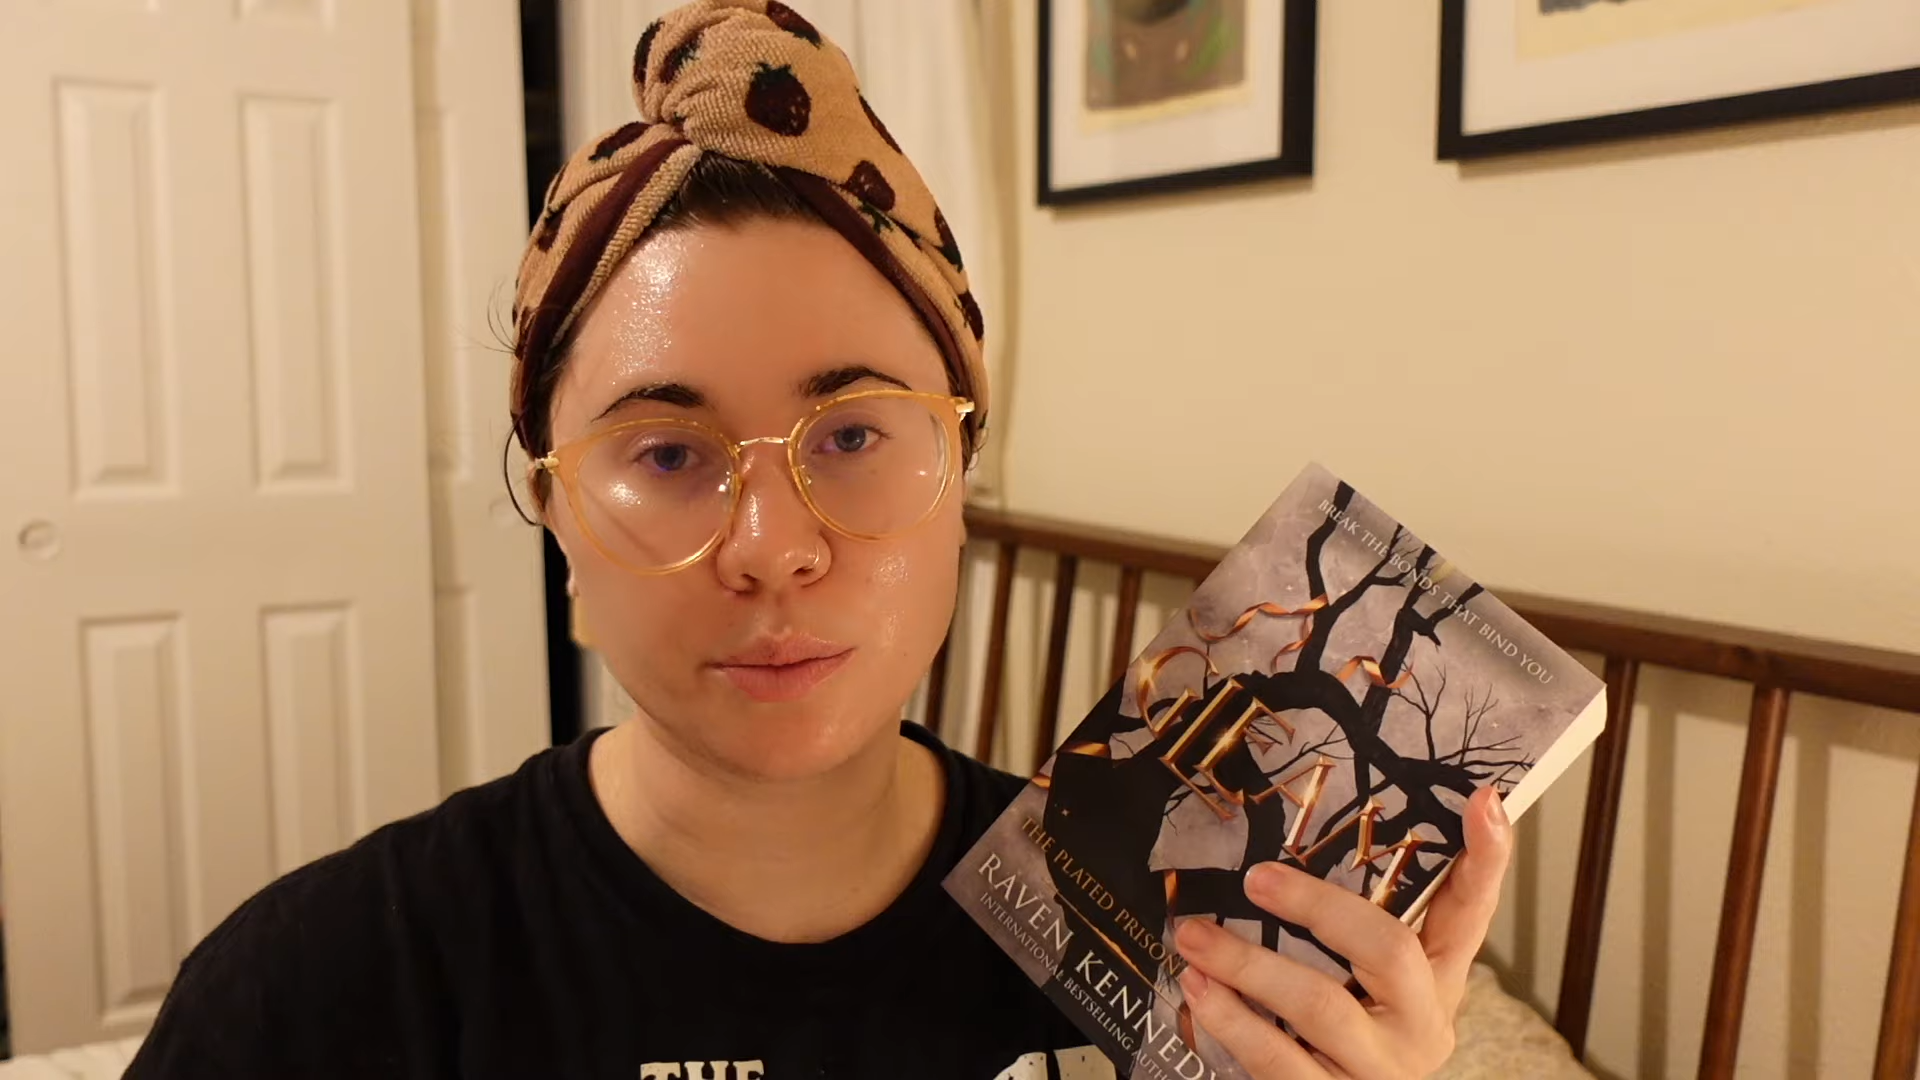 BREAK THE BONDS THAT BIND YOU
GLEAM
THE PLATED PRISON
RAVEN KENNEDY
INTERNATIONAL BESTSELLING AUTH
THE